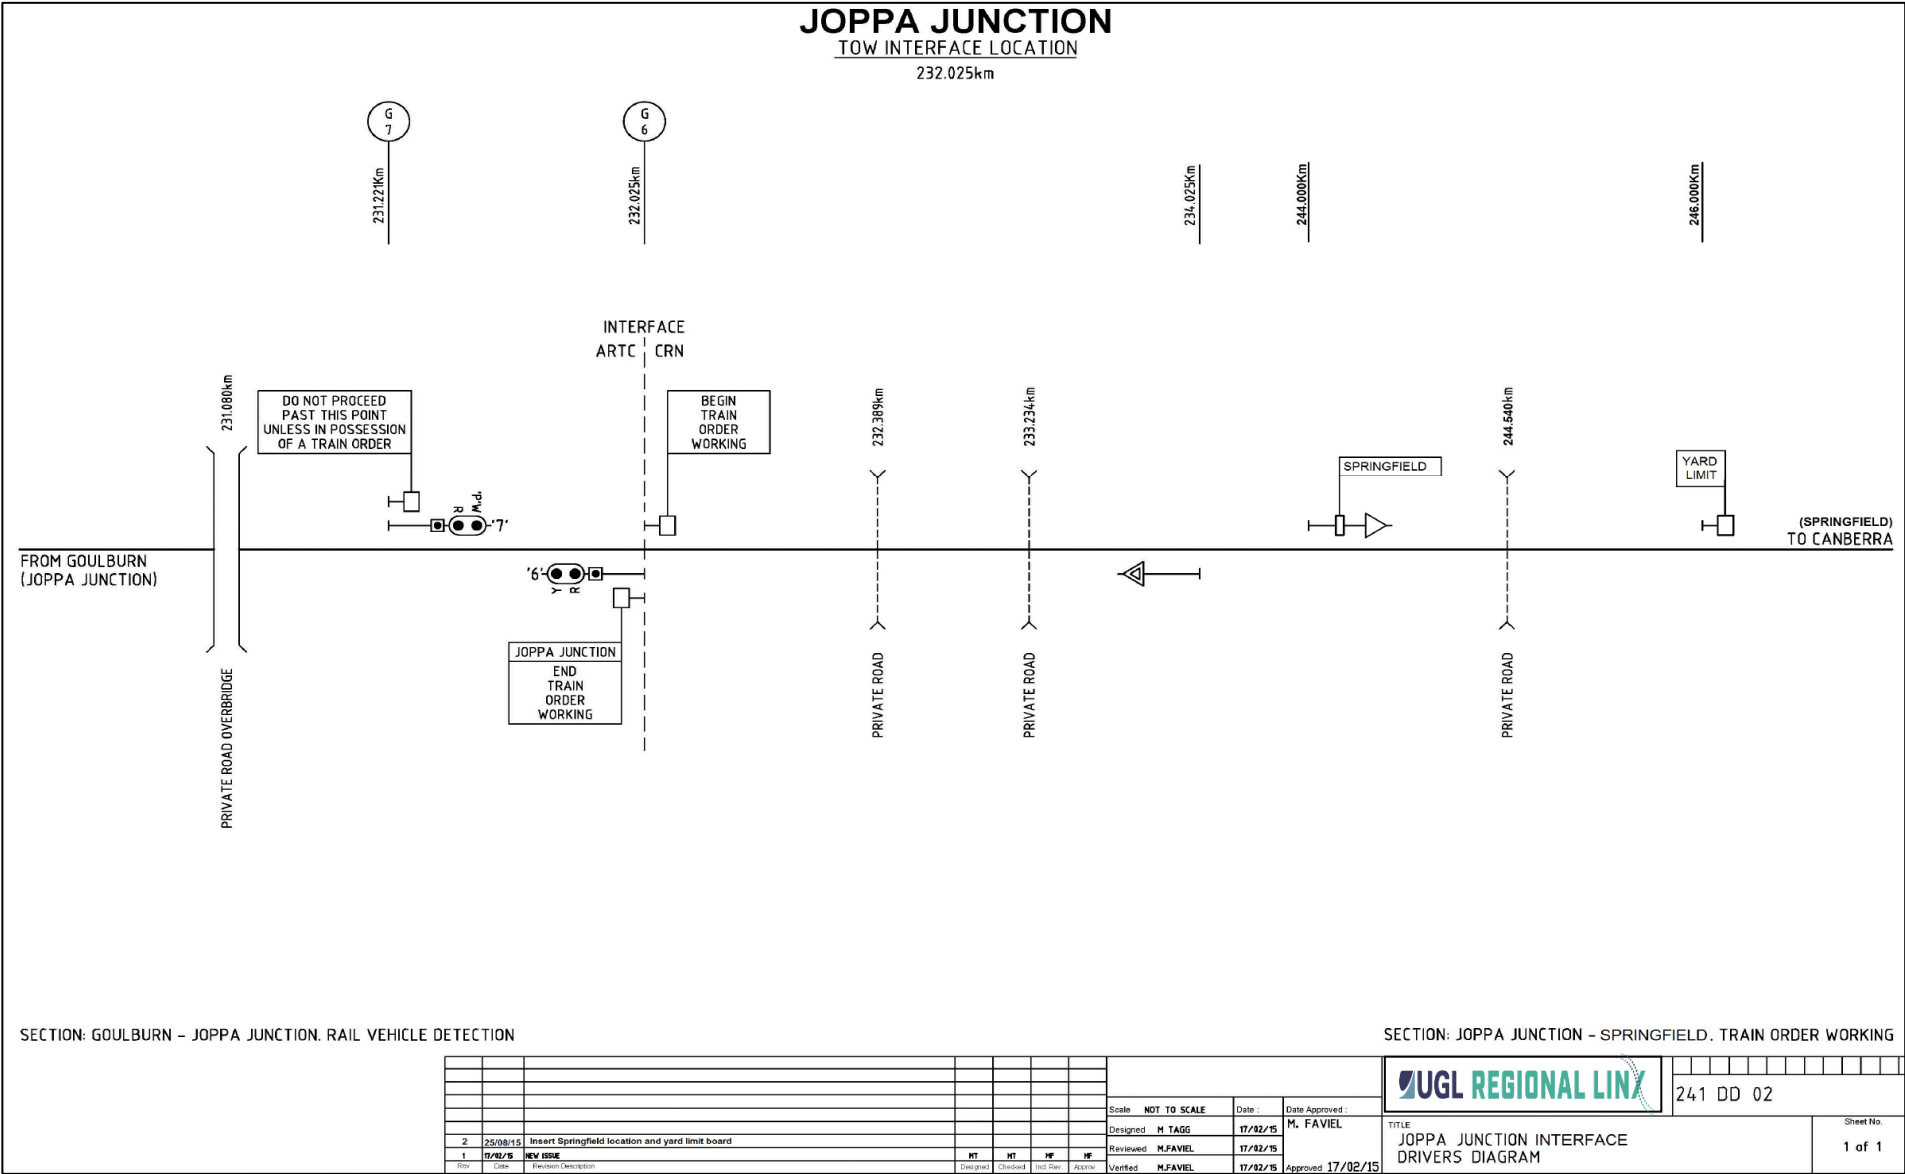 JOPPA JUNCTION
TOW INTERFACE LOCATION
232.025km
G
7
231.221Km
G
6
232.025km
234.025Km
244.000Km
246.000Km
INTERFACE
ARTC
CRN
231.080km
DO NOT PROCEED
PAST THIS POINT
UNLESS IN POSSESSION
OF A TRAIN ORDER
BEGIN
TRAIN
ORDER
WORKING
232.389km
233.234km
SPRINGFIELD
244.540km
YARD
LIMIT
R
'P'W
'7'
(SPRINGFIELD)
TO CANBERRA
FROM GOULBURN
(JOPPA JUNCTION)
'6'
Y
R
JOPPA JUNCTION
END
TRAIN
ORDER
WORKING
PRIVATE ROAD OVERBRIDGE
PRIVATE ROAD
PRIVATE ROAD
PRIVATE ROAD
SECTION: GOULBURN - JOPPA JUNCTION. RAIL VEHICLE DETECTION
SECTION: JOPPA JUNCTION - SPRINGFIELD. TRAIN ORDER WORKING
2 25/08/15 Insert Springfield location and yard limit board
1 17/02/15 NEW ISSUE MT MT MF MF
Rev Date Revision Description Designed Checked Ind. Rev Approv.
Scale NOT TO SCALE Date : Date Approved :
Designed M TAGG 17/02/15 M. FAVIEL
Reviewed M.FAVIEL 17/02/15
Verified M.FAVIEL 17/02/15 Approved 17/02/15
UGL REGIONAL LINX
241 DD 02
TITLE
JOPPA JUNCTION INTERFACE
DRIVERS DIAGRAM
Sheet No.
1 of 1